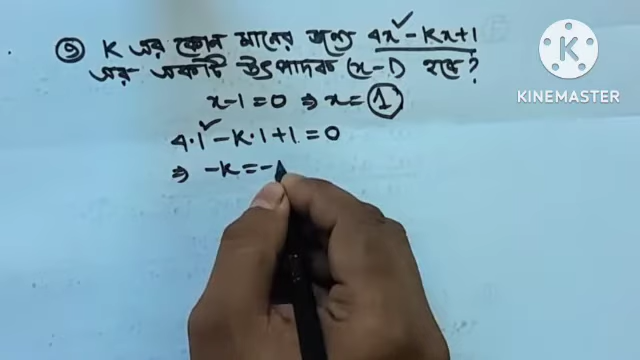 ③ K এর কোন মানের জন্যে 4x² - Kx + 1
এর একটি উৎপাদক (x-1) হবে?
x - 1 = 0 ⇒ x = 1
4·1² - K·1 + 1 = 0
⇒ -K = -
KINEMASTER